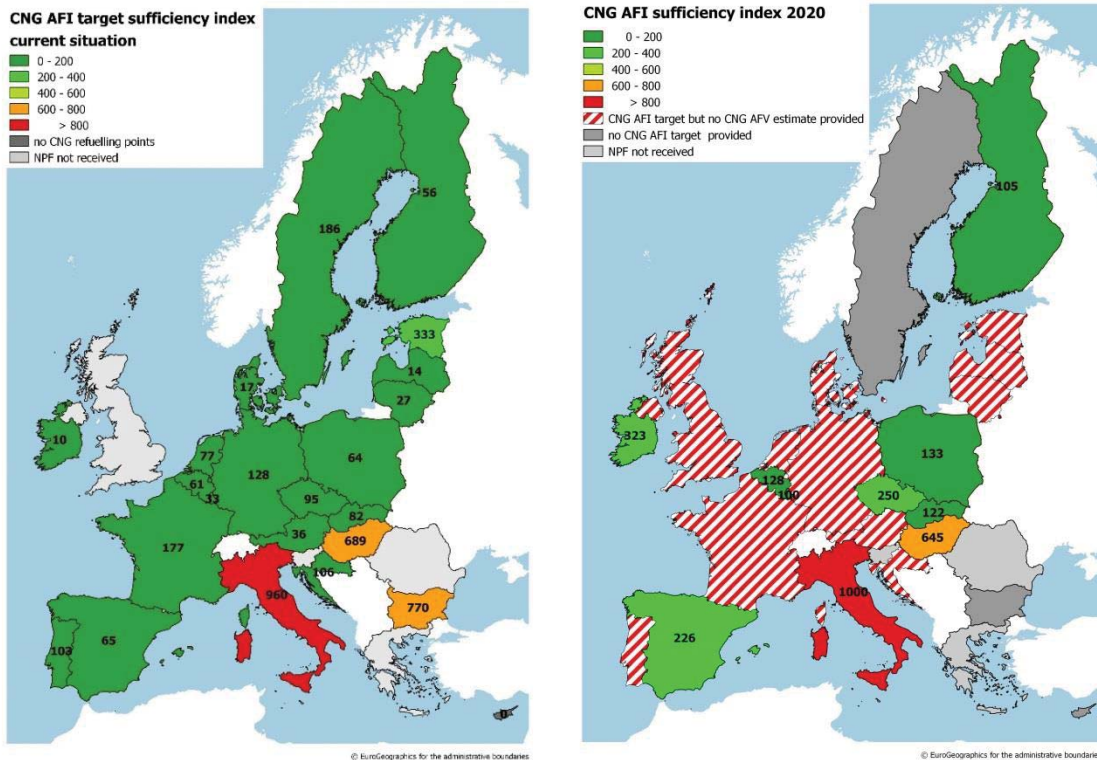 CNG AFI target sufficiency index
current situation
0 - 200
200 - 400
400 - 600
600 - 800
> 800
no CNG refuelling points
NPF not received
56
186
333
14
27
17
10
77
128
64
61
33
95
82
36
689
177
106
960
770
65
103
0
© EuroGeographics for the administrative boundaries
CNG AFI sufficiency index 2020
0 - 200
200 - 400
400 - 600
600 - 800
> 800
CNG AFI target but no CNG AFV estimate provided
no CNG AFI target provided
NPF not received
105
323
133
128
100
250
122
645
1000
226
© EuroGeographics for the administrative boundaries